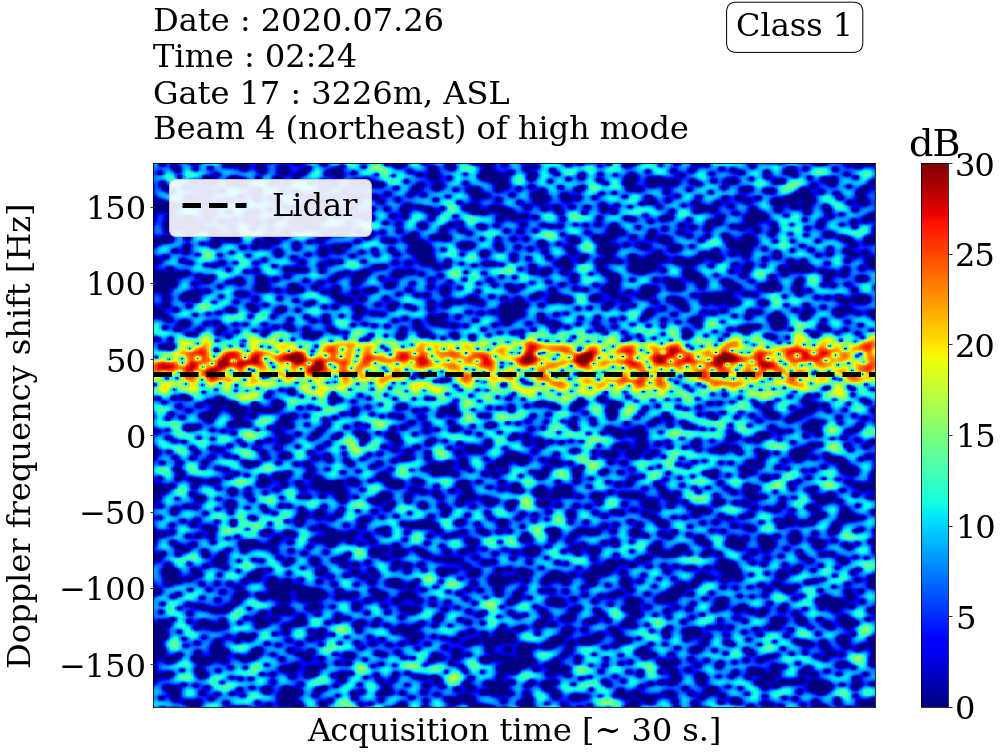 Date : 2020.07.26
Time : 02:24
Gate 17 : 3226m, ASL
Beam 4 (northeast) of high mode
Class 1
dB
Lidar
Doppler frequency shift [Hz]
150
100
50
0
−50
−100
−150
30
25
20
15
10
5
0
Acquisition time [~ 30 s.]